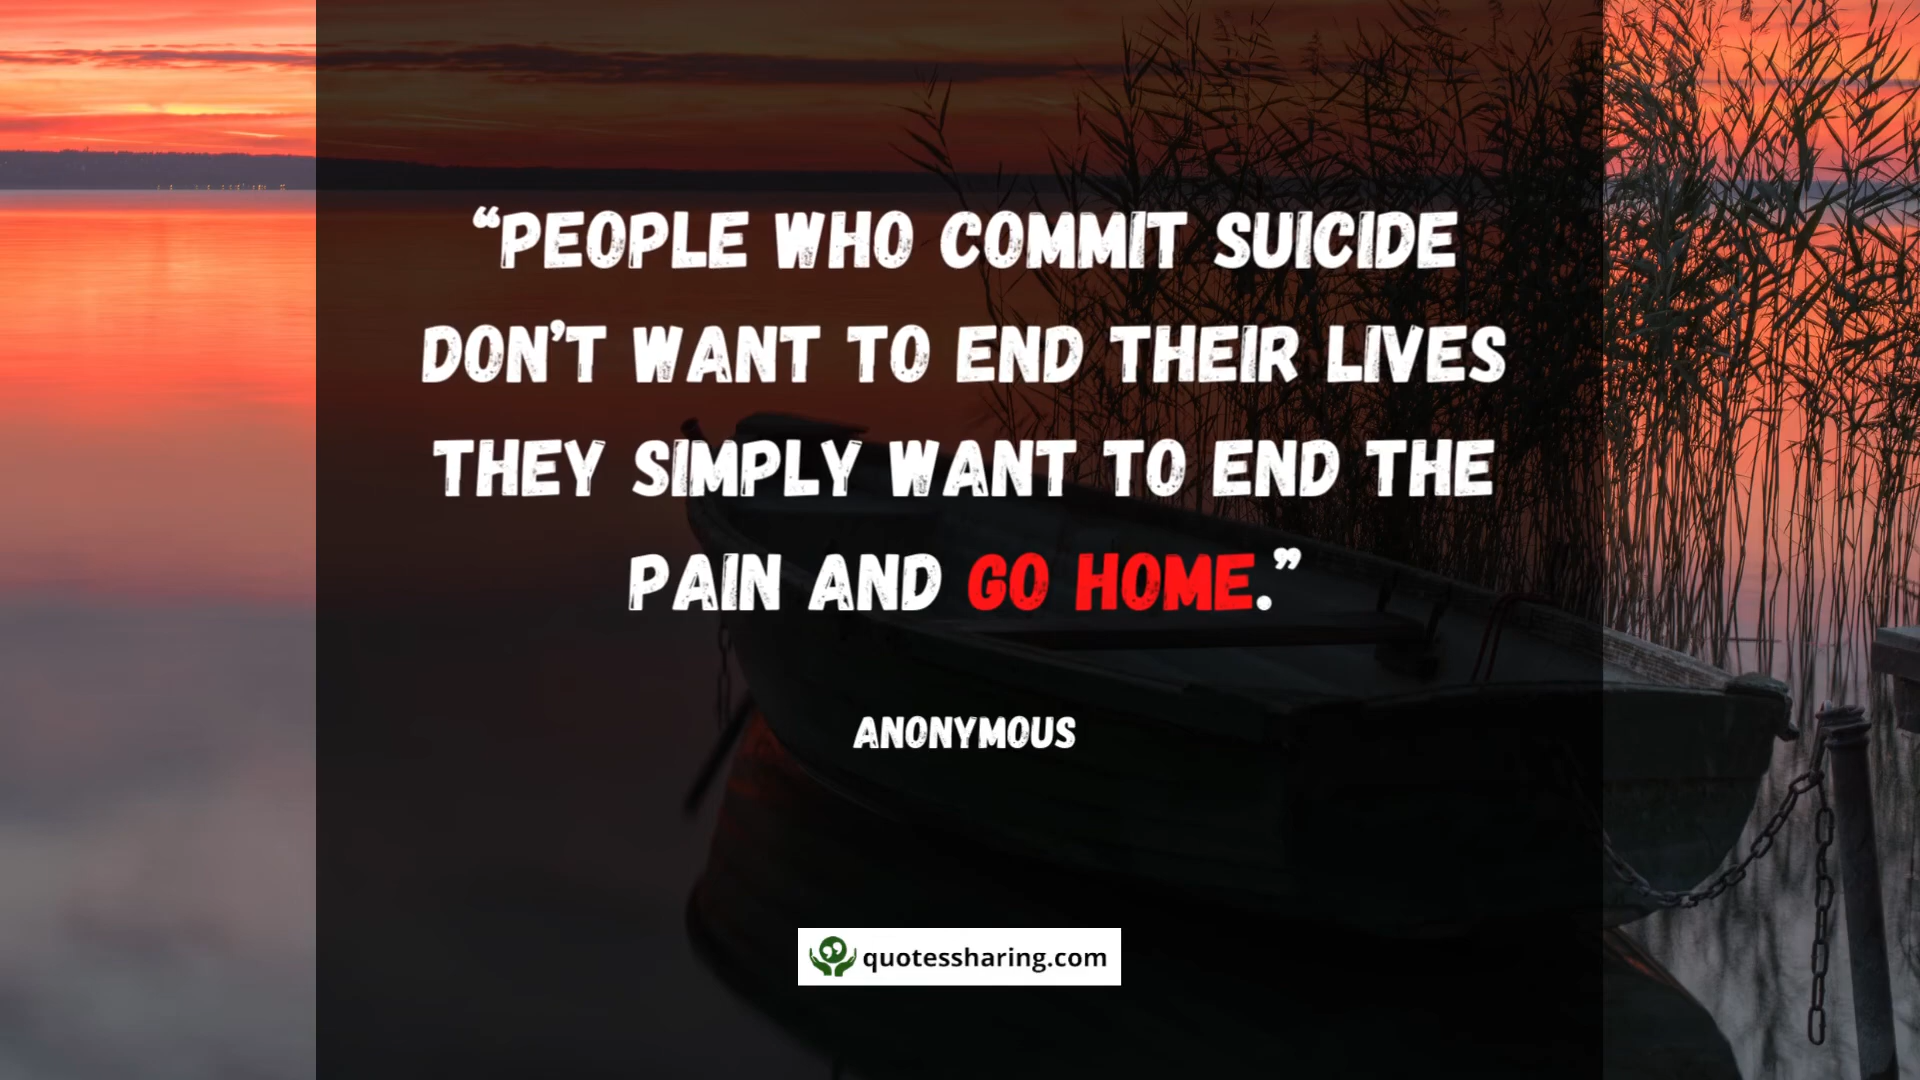 “PEOPLE WHO COMMIT SUICIDE
DON’T WANT TO END THEIR LIVES
THEY SIMPLY WANT TO END THE
PAIN AND GO HOME.”
ANONYMOUS
quotessharing.com